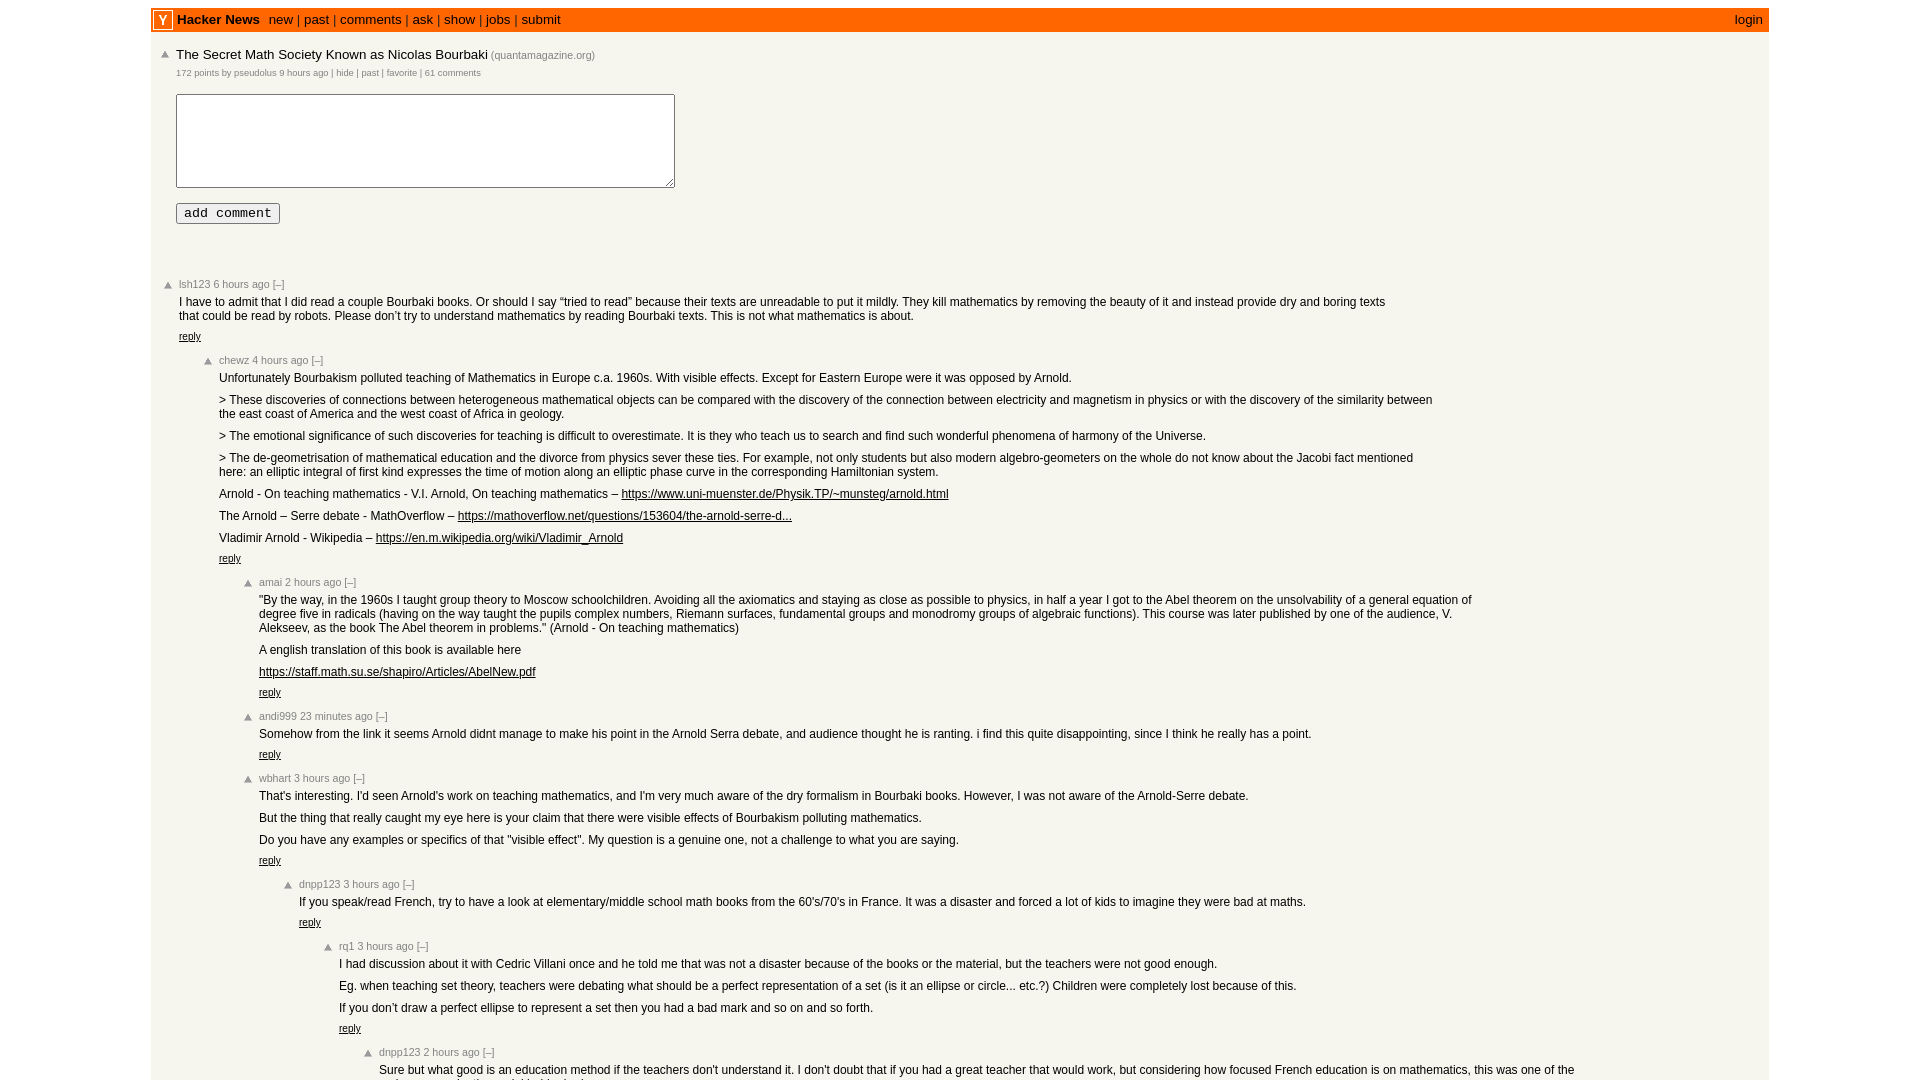 Y Hacker News new | past | comments | ask | show | jobs | submit login
The Secret Math Society Known as Nicolas Bourbaki (quantamagazine.org)
172 points by pseudolus 9 hours ago | hide | past | favorite | 61 comments
add comment
lsh123 6 hours ago [–]
I have to admit that I did read a couple Bourbaki books. Or should I say “tried to read” because their texts are unreadable to put it mildly. They kill mathematics by removing the beauty of it and instead provide dry and boring texts
that could be read by robots. Please don’t try to understand mathematics by reading Bourbaki texts. This is not what mathematics is about.
reply
chewz 4 hours ago [–]
Unfortunately Bourbakism polluted teaching of Mathematics in Europe c.a. 1960s. With visible effects. Except for Eastern Europe were it was opposed by Arnold.
> These discoveries of connections between heterogeneous mathematical objects can be compared with the discovery of the connection between electricity and magnetism in physics or with the discovery of the similarity between
the east coast of America and the west coast of Africa in geology.
> The emotional significance of such discoveries for teaching is difficult to overestimate. It is they who teach us to search and find such wonderful phenomena of harmony of the Universe.
> The de-geometrisation of mathematical education and the divorce from physics sever these ties. For example, not only students but also modern algebro-geometers on the whole do not know about the Jacobi fact mentioned
here: an elliptic integral of first kind expresses the time of motion along an elliptic phase curve in the corresponding Hamiltonian system.
Arnold - On teaching mathematics - V.I. Arnold, On teaching mathematics – https://www.uni-muenster.de/Physik.TP/~munsteg/arnold.html
The Arnold – Serre debate - MathOverflow – https://mathoverflow.net/questions/153604/the-arnold-serre-d...
Vladimir Arnold - Wikipedia – https://en.m.wikipedia.org/wiki/Vladimir_Arnold
reply
amai 2 hours ago [–]
"By the way, in the 1960s I taught group theory to Moscow schoolchildren. Avoiding all the axiomatics and staying as close as possible to physics, in half a year I got to the Abel theorem on the unsolvability of a general equation of
degree five in radicals (having on the way taught the pupils complex numbers, Riemann surfaces, fundamental groups and monodromy groups of algebraic functions). This course was later published by one of the audience, V.
Alekseev, as the book The Abel theorem in problems." (Arnold - On teaching mathematics)
A english translation of this book is available here
https://staff.math.su.se/shapiro/Articles/AbelNew.pdf
reply
andi999 23 minutes ago [–]
Somehow from the link it seems Arnold didnt manage to make his point in the Arnold Serra debate, and audience thought he is ranting. i find this quite disappointing, since I think he really has a point.
reply
wbhart 3 hours ago [–]
That's interesting. I'd seen Arnold's work on teaching mathematics, and I'm very much aware of the dry formalism in Bourbaki books. However, I was not aware of the Arnold-Serre debate.
But the thing that really caught my eye here is your claim that there were visible effects of Bourbakism polluting mathematics.
Do you have any examples or specifics of that "visible effect". My question is a genuine one, not a challenge to what you are saying.
reply
dnpp123 3 hours ago [–]
If you speak/read French, try to have a look at elementary/middle school math books from the 60's/70's in France. It was a disaster and forced a lot of kids to imagine they were bad at maths.
reply
rq1 3 hours ago [–]
I had discussion about it with Cedric Villani once and he told me that was not a disaster because of the books or the material, but the teachers were not good enough.
Eg. when teaching set theory, teachers were debating what should be a perfect representation of a set (is it an ellipse or circle... etc.?) Children were completely lost because of this.
If you don’t draw a perfect ellipse to represent a set then you had a bad mark and so on and so forth.
reply
dnpp123 2 hours ago [–]
Sure but what good is an education method if the teachers don't understand it. I don't doubt that if you had a great teacher that would work, but considering how focused French education is on mathematics, this was one of the